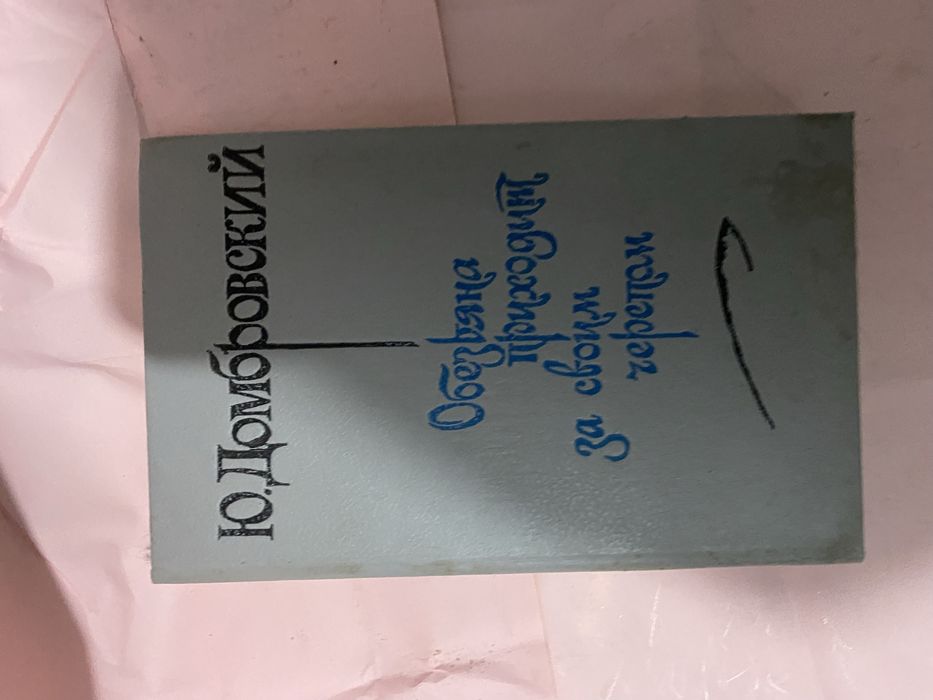 Ю. Домбровский
Обезьяна
приходит
за своим
черепом